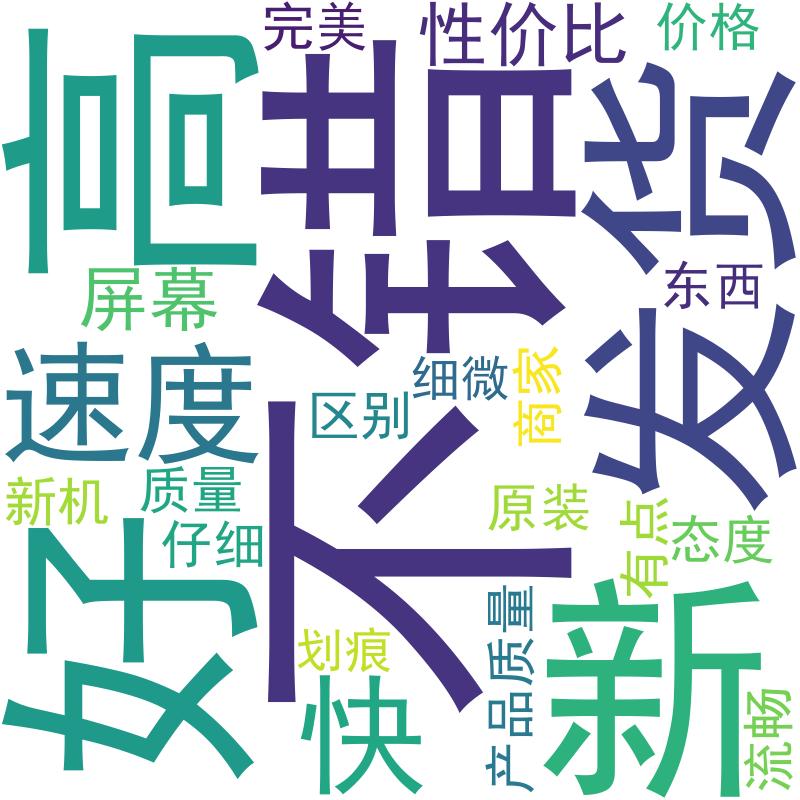 完美
性价比
价格
好高
不错
发货
东西
屏幕
速度
细微
商家
区别
新机
质量
仔细
原装
有点
态度
划痕
快
产品质量
新
流畅